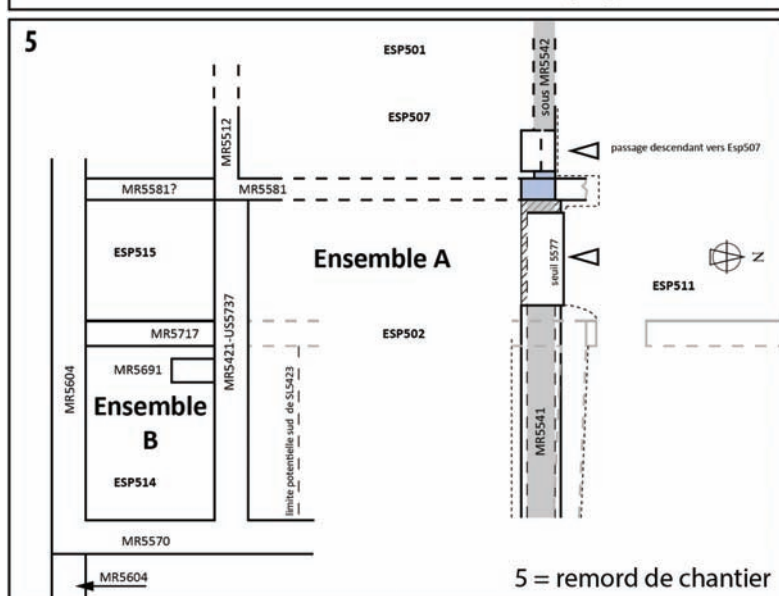 5
ESP501
sous MR5542
ESP507
MR5512
passage descendant vers Esp507
MR5581?
MR5581
ESP515
Ensemble A
seuil 5577
N
ESP511
MR5421-US5737
MR5717
ESP502
MR5604
MR5691
Ensemble
B
limite potentielle sud de SL5423
MR5541
ESP514
MR5570
MR5604
5 = remord de chantier